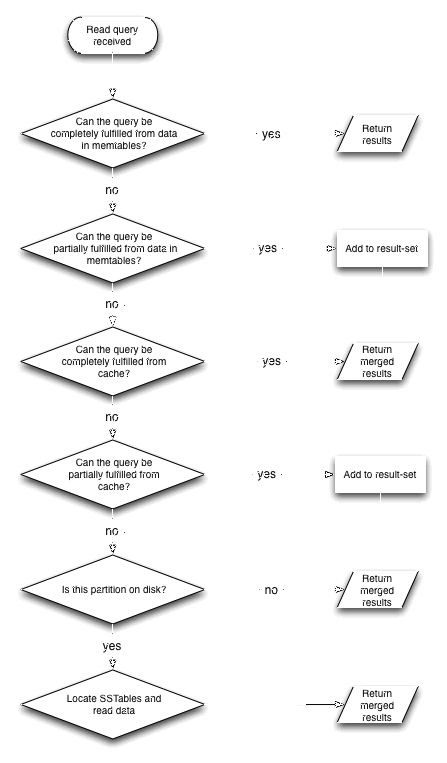 Read query
received
Can the query be
completely fulfilled from data
in memtables?
yes
Return
results
no
Can the query be
partially fulfilled from data in
memtables?
yes
Add to result-set
no
Can the query be
completely fulfilled from
cache?
yes
Return
merged
results
no
Can the query be
partially fulfilled from
cache?
yes
Add to result-set
no
Is this partition on disk?
no
Return
merged
results
yes
Locate SSTables and
read data
Return
merged
results